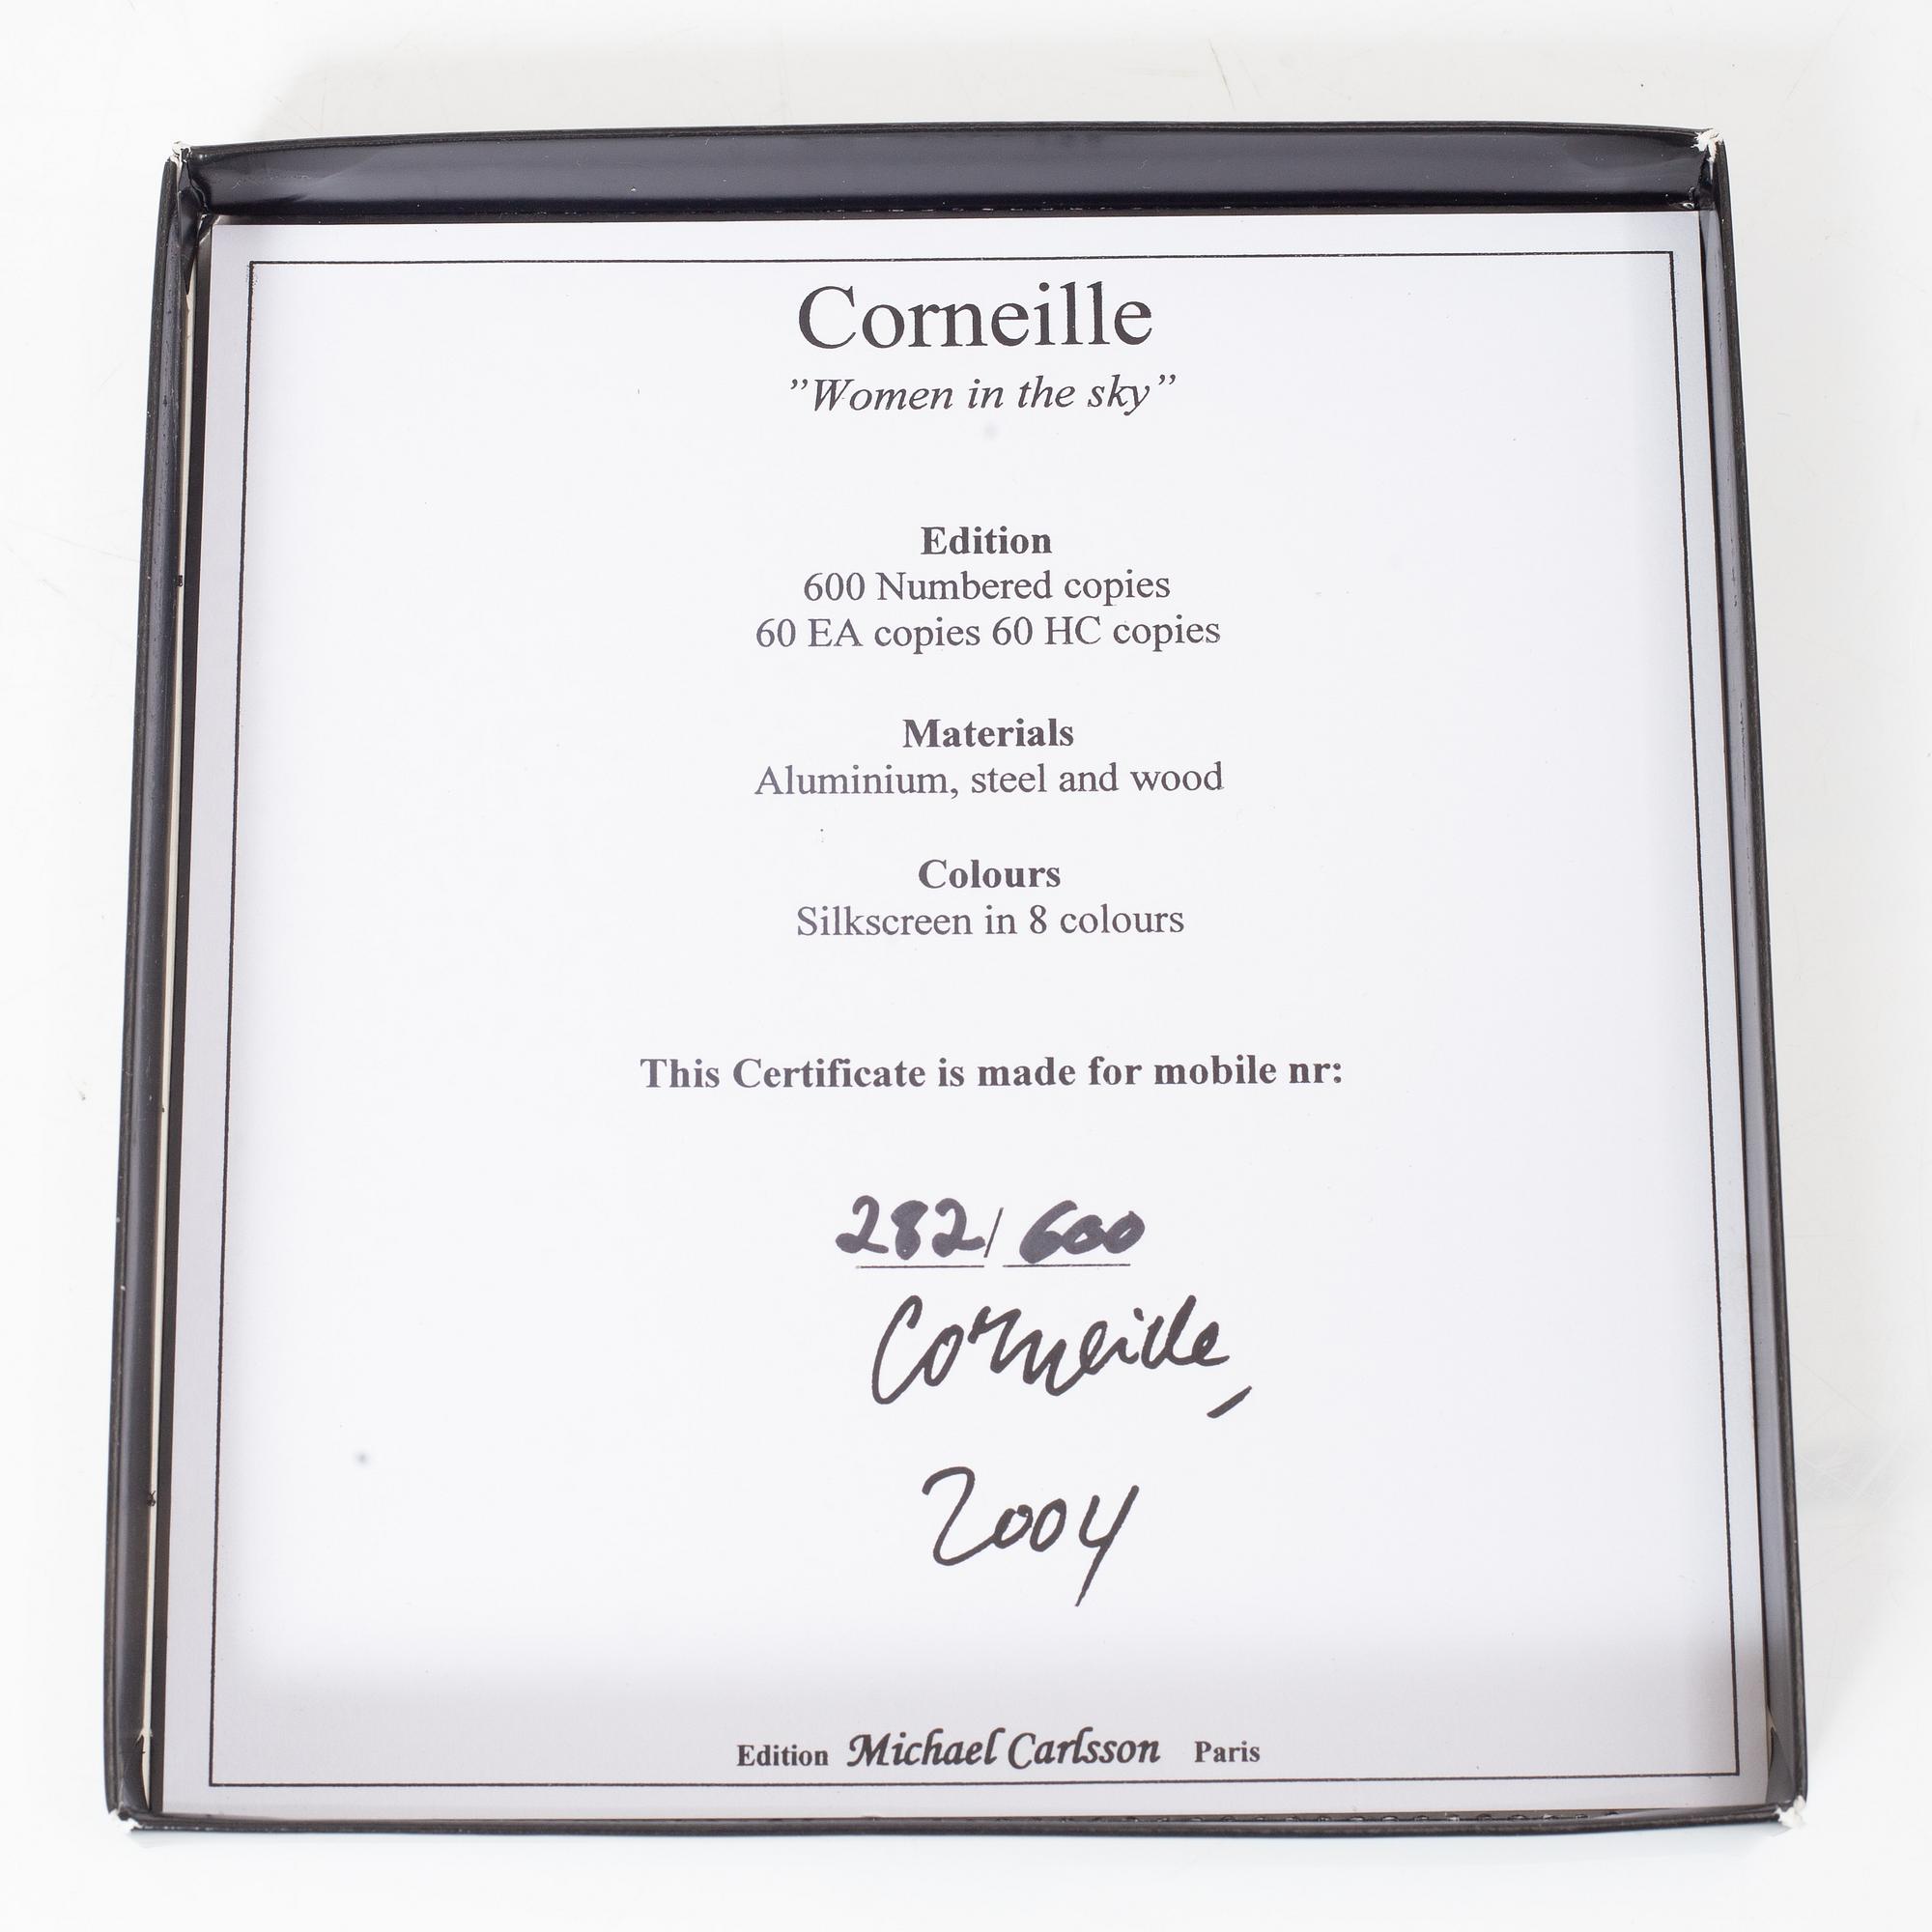 Corneille
”Women in the sky”
Edition
600 Numbered copies
60 EA copies 60 HC copies
Materials
Aluminium, steel and wood
Colours
Silkscreen in 8 colours
This Certificate is made for mobile nr:
282/600
Corneille,
2004
Edition Michael Carlsson Paris